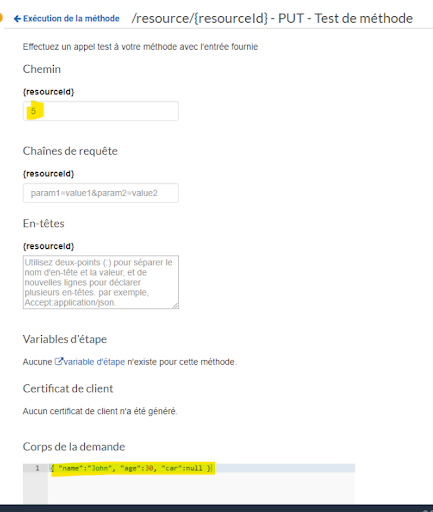 Exécution de la méthode /resource/{resourceId} - PUT - Test de méthode
Effectuez un appel test à votre méthode avec l'entrée fournie
Chemin
{resourceId}
5
Chaînes de requête
{resourceId}
param1=value1&param2=value2
En-têtes
{resourceId}
Utilisez deux-points (:) pour séparer le
nom d'en-tête et la valeur, et de
nouvelles lignes pour déclarer
plusieurs en-têtes. par exemple,
Accept:application/json.
Variables d'étape
Aucune variable d'étape n'existe pour cette méthode.
Certificat de client
Aucun certificat de client n'a été généré.
Corps de la demande
1 { "name":"John", "age":30, "car":null }